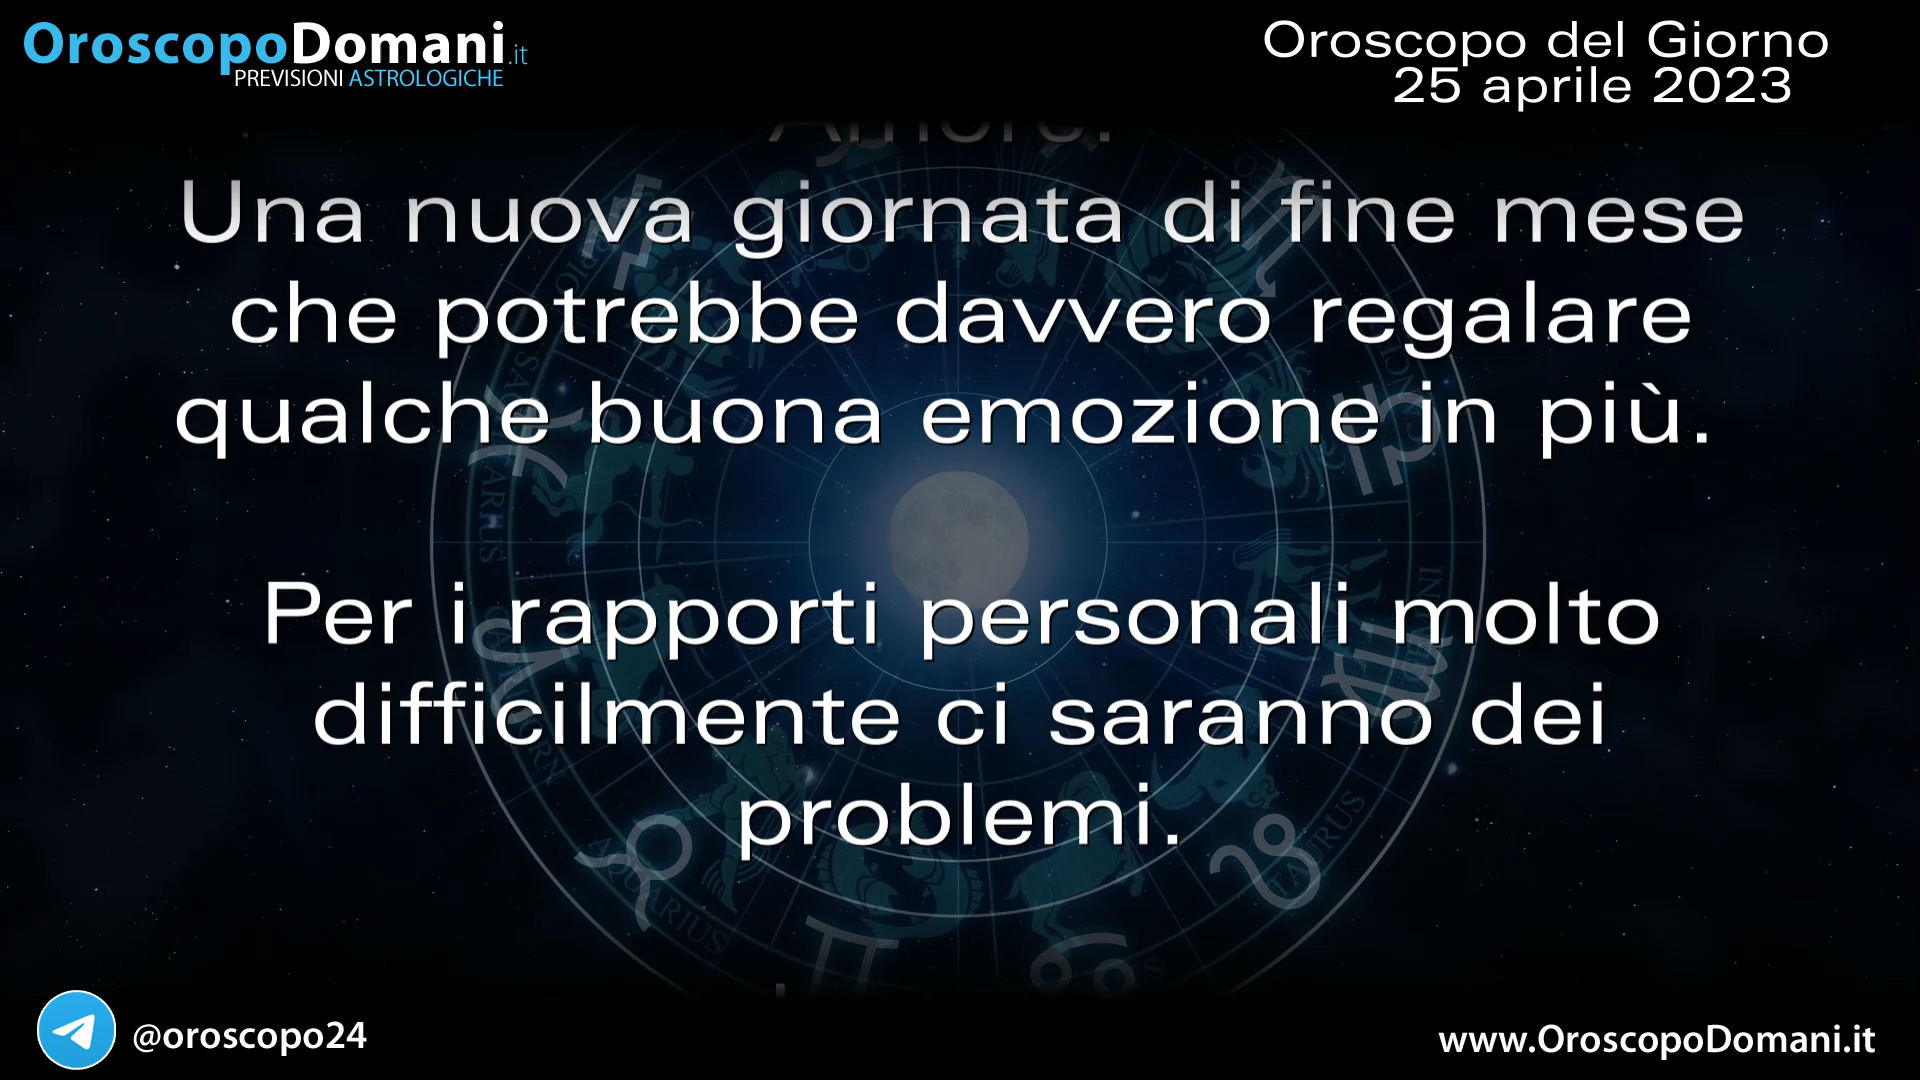 OroscopoDomani.it
PREVISIONI ASTROLOGICHE
Oroscopo del Giorno
25 aprile 2023
Una nuova giornata di fine mese
che potrebbe davvero regalare
qualche buona emozione in più.
Per i rapporti personali molto
difficilmente ci saranno dei
problemi.
TAURUS
AQUARIUS
@oroscopo24
www.OroscopoDomani.it